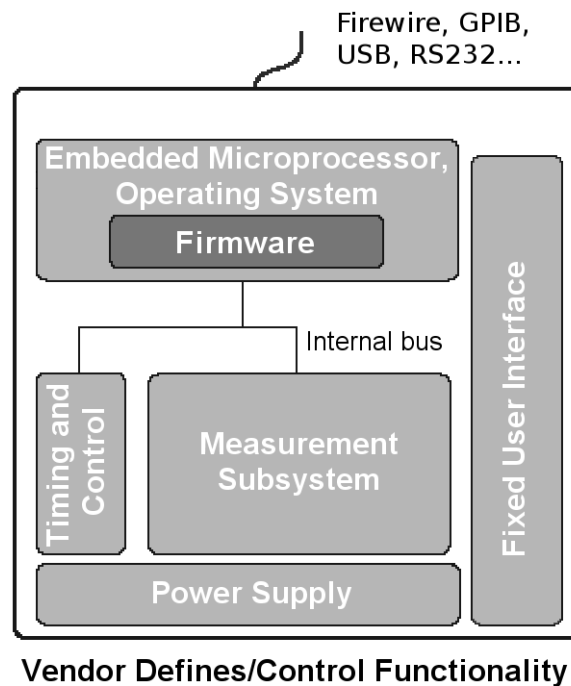 Firewire, GPIB,
USB, RS232...
Embedded Microprocessor,
Operating System
Firmware
Internal bus
Timing and
Control
Measurement
Subsystem
Fixed User Interface
Power Supply
Vendor Defines/Control Functionality